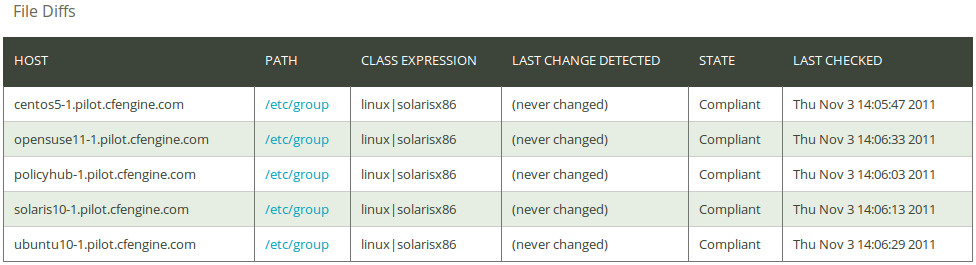 File Diffs
HOST PATH CLASS EXPRESSION LAST CHANGE DETECTED STATE LAST CHECKED
centos5-1.pilot.cfengine.com /etc/group linux|solarisx86 (never changed) Compliant Thu Nov 3 14:05:47 2011
opensuse11-1.pilot.cfengine.com /etc/group linux|solarisx86 (never changed) Compliant Thu Nov 3 14:06:33 2011
policyhub-1.pilot.cfengine.com /etc/group linux|solarisx86 (never changed) Compliant Thu Nov 3 14:06:03 2011
solaris10-1.pilot.cfengine.com /etc/group linux|solarisx86 (never changed) Compliant Thu Nov 3 14:06:13 2011
ubuntu10-1.pilot.cfengine.com /etc/group linux|solarisx86 (never changed) Compliant Thu Nov 3 14:06:29 2011